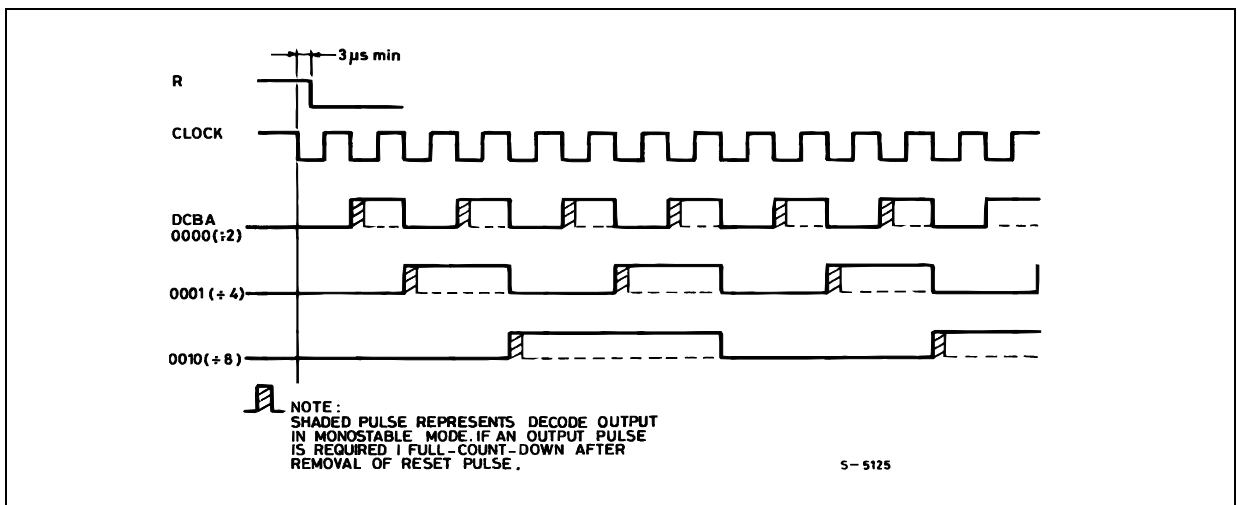 3 µs min
R
CLOCK
DCBA
0000(÷2)
0001 (÷ 4)
0010(÷8)
NOTE :
SHADED PULSE REPRESENTS DECODE OUTPUT
IN MONOSTABLE MODE. IF AN OUTPUT PULSE
IS REQUIRED I FULL-COUNT-DOWN AFTER
REMOVAL OF RESET PULSE.
S-5125